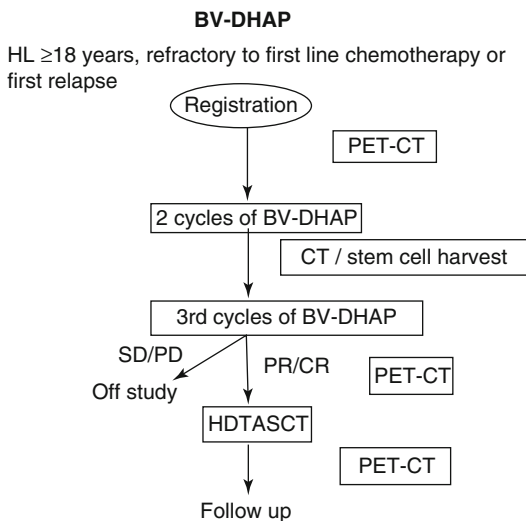 BV-DHAP
HL ≥18 years, refractory to first line chemotherapy or
first relapse
Registration
PET-CT
2 cycles of BV-DHAP
CT / stem cell harvest
3rd cycles of BV-DHAP
SD/PD
PR/CR
PET-CT
Off study
HDTASCT
PET-CT
Follow up